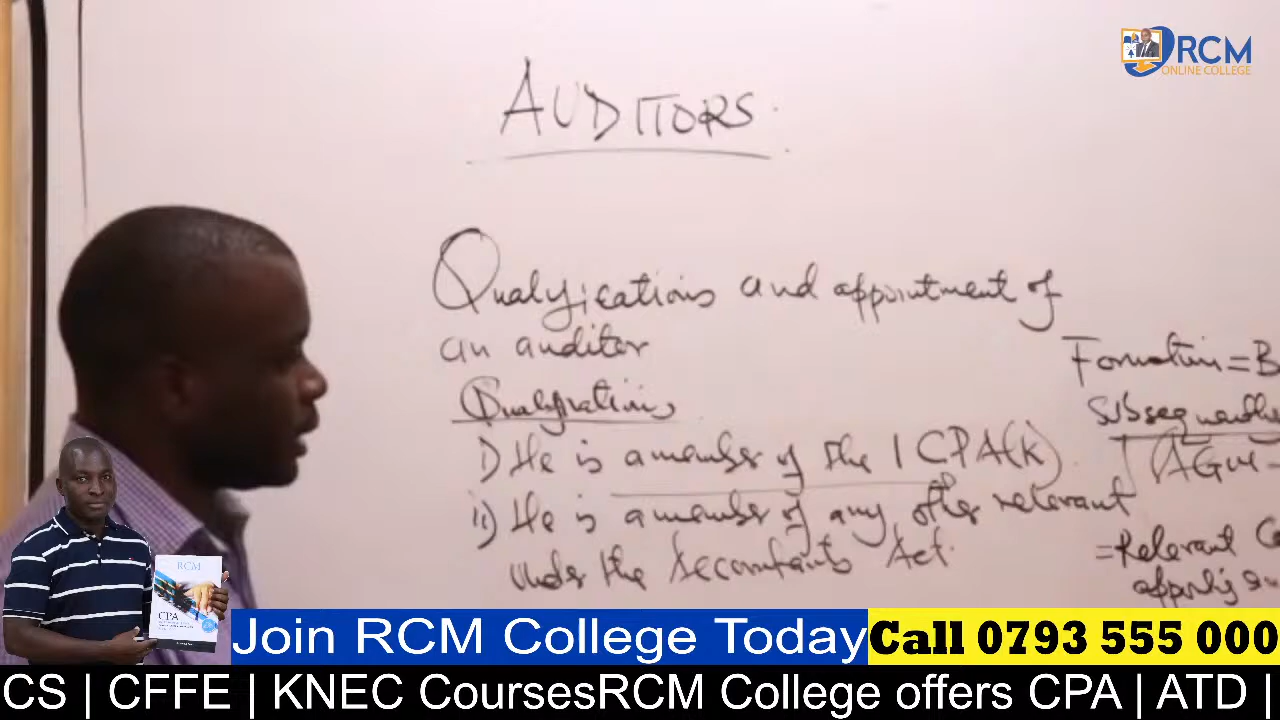 RCM
ONLINE COLLEGE
AUDITORS.
Qualifications and appointment of
an auditor
Qualifications
i) He is a member of the ICPA(K)
ii) He is a member of any other relevant
under the Accountants Act.
Formation = B
Subsequently
(AGM -
= Relevant
RCM
CPA
Join RCM College Today
Call 0793 555 000
CS | CFFE | KNEC CoursesRCM College offers CPA | ATD |